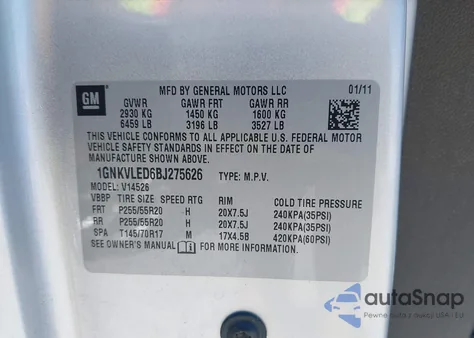 GM
MFD BY GENERAL MOTORS LLC 01/11
GVWR GAWR FRT GAWR RR
2930 KG 1450 KG 1600 KG
6459 LB 3196 LB 3527 LB
THIS VEHICLE CONFORMS TO ALL APPLICABLE U.S. FEDERAL MOTOR
VEHICLE SAFETY STANDARDS IN EFFECT ON THE DATE OF
MANUFACTURE SHOWN ABOVE.
1GNKVLED6BJ275626 TYPE: M.P.V.
MODEL: V14526
VBBP TIRE SIZE SPEED RTG RIM COLD TIRE PRESSURE
FRT P255/55R20 H 20X7.5J 240KPA(35PSI)
RR P255/55R20 H 20X7.5J 240KPA(35PSI)
SPA T145/70R17 M 17X4.5B 420KPA(60PSI)
SEE OWNER'S MANUAL FOR MORE INFORMATION.
autoSnap
Pewne auta z USA i EU